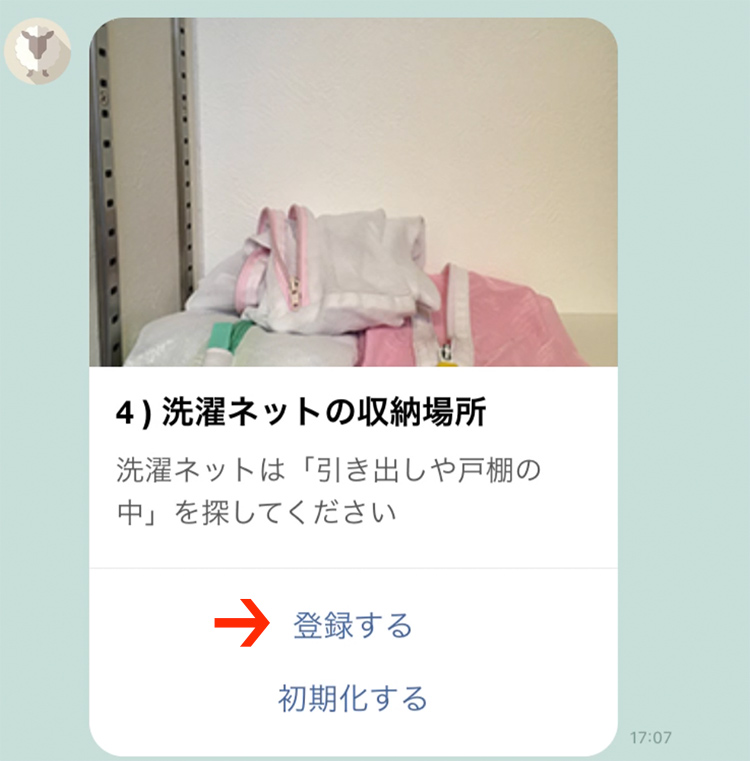 4 ) 洗濯ネットの収納場所
洗濯ネットは「引き出しや戸棚の
中」を探してください
登録する
初期化する
17:07